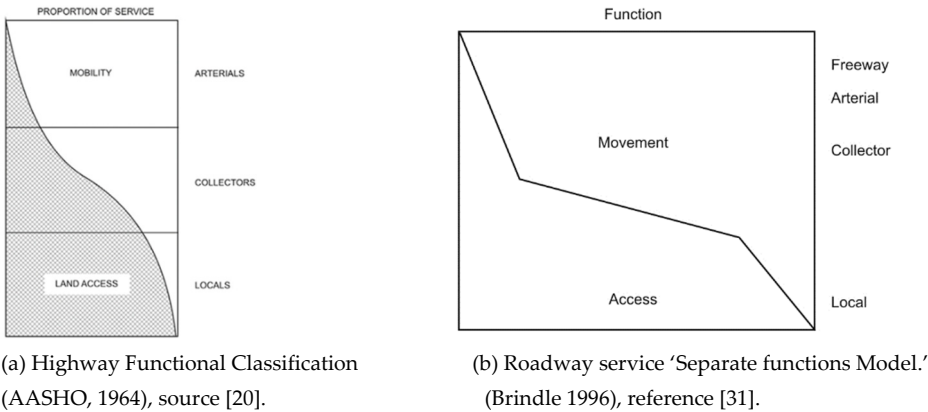 PROPORTION OF SERVICE
MOBILITY
ARTERIALS
COLLECTORS
LAND ACCESS
LOCALS
(a) Highway Functional Classification
(AASHO, 1964), source [20].
Function
Freeway
Arterial
Movement
Collector
Access
Local
(b) Roadway service ‘Separate functions Model.’
(Brindle 1996), reference [31].